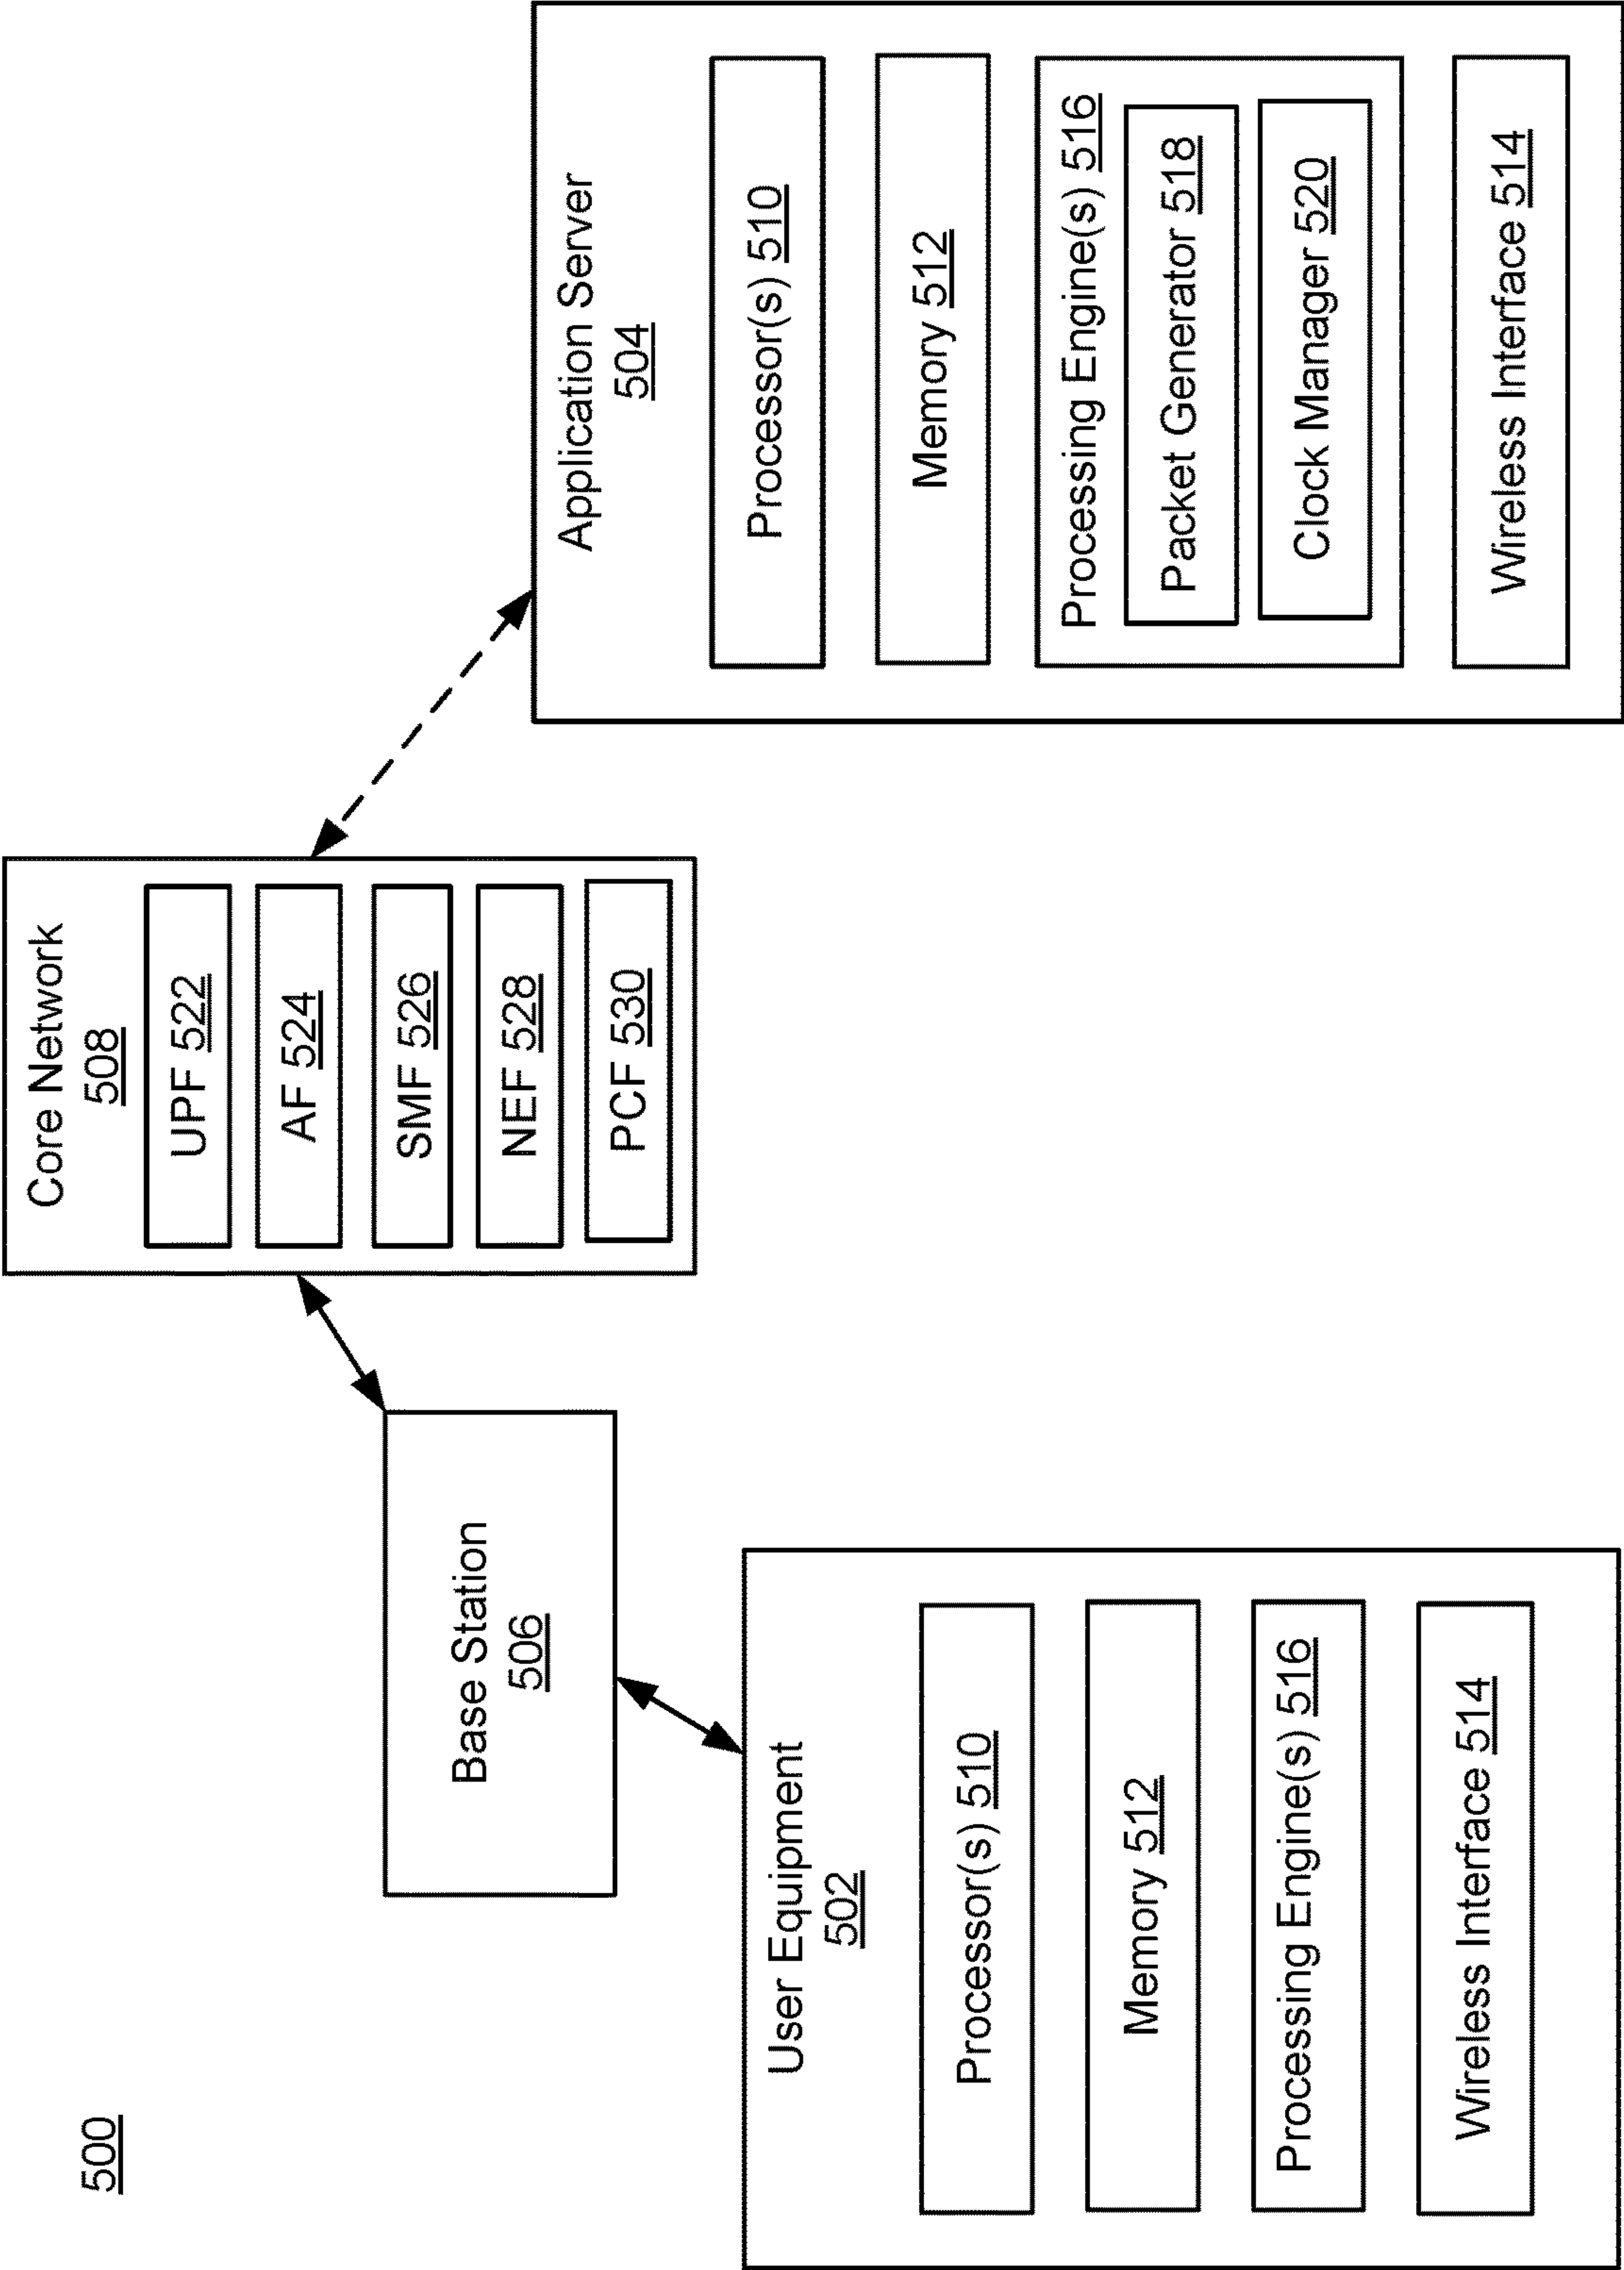 500
User Equipment
502
Processor(s) 510
Memory 512
Processing Engine(s) 516
Wireless Interface 514
Base Station
506
Core Network
508
UPF 522
AF 524
SMF 526
NEF 528
PCF 530
Application Server
504
Processor(s) 510
Memory 512
Processing Engine(s) 516
Packet Generator 518
Clock Manager 520
Wireless Interface 514